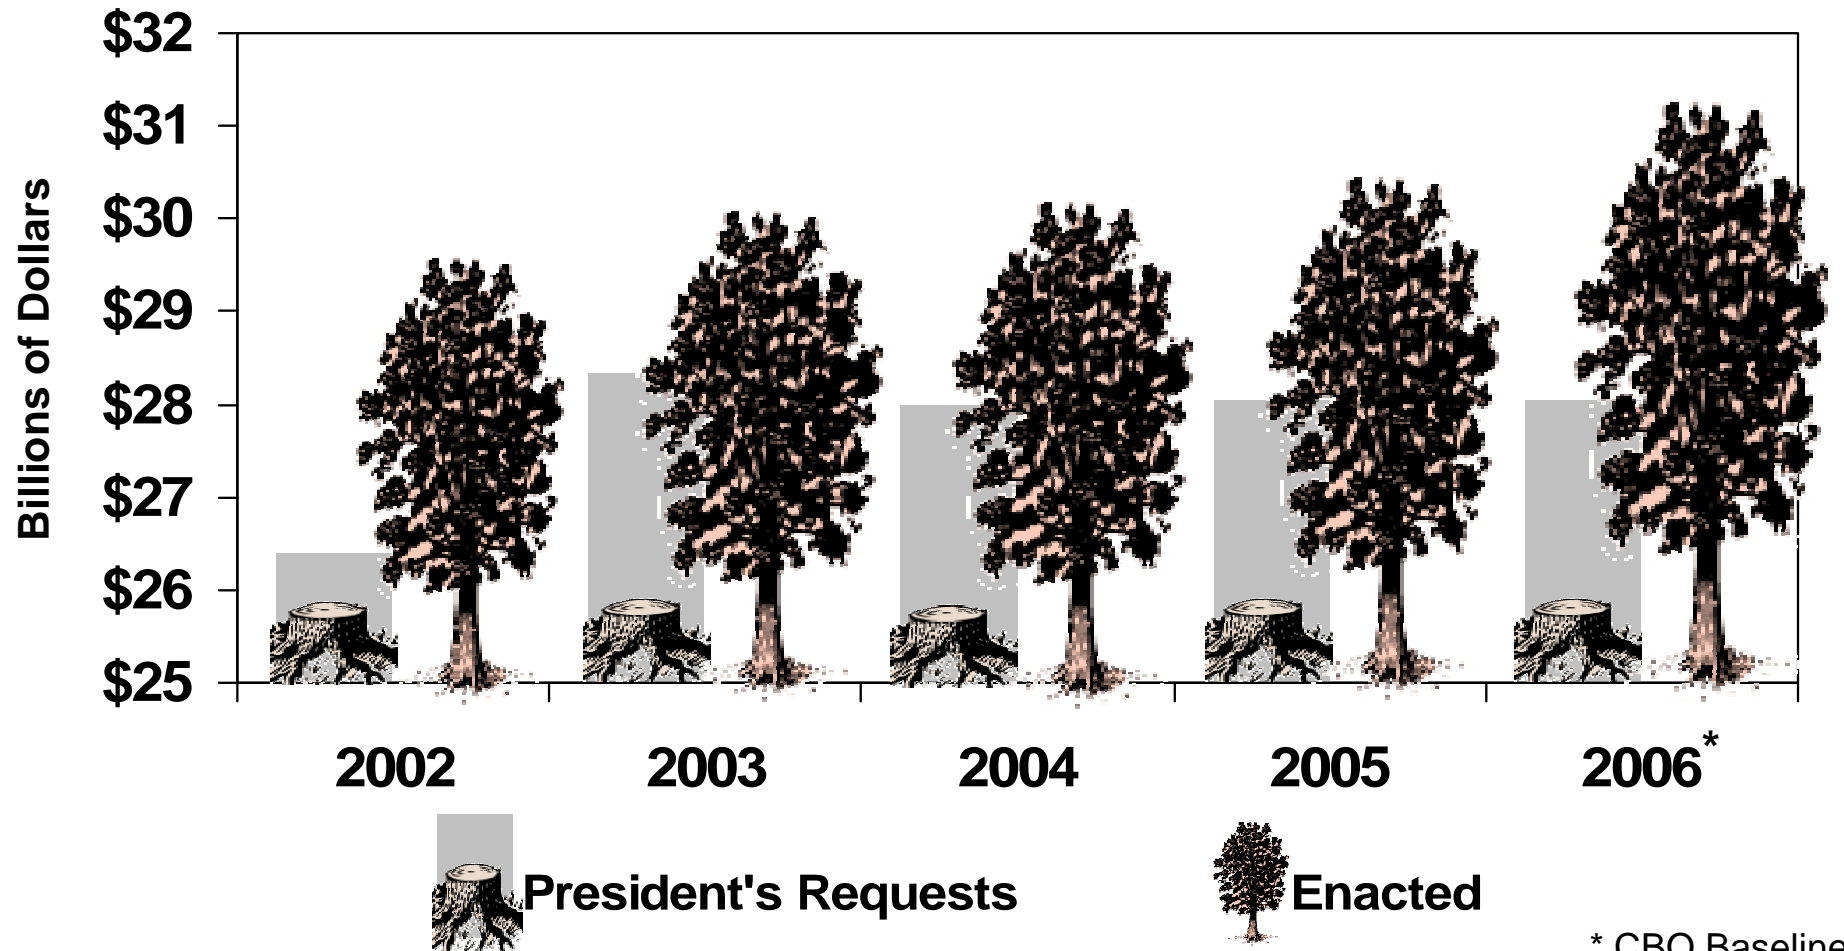 $32
$31
$30
$29
$28
$27
$26
$25
Billions of Dollars
2002 2003 2004 2005 2006*
President's Requests Enacted
* CBO Baseline